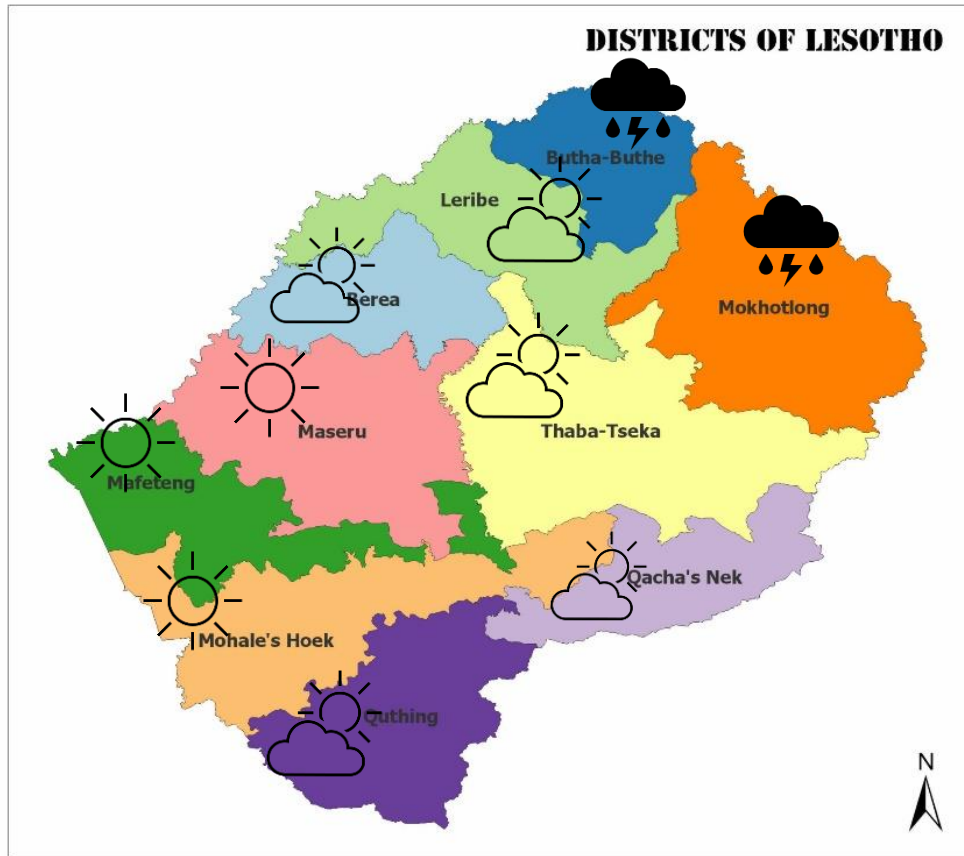 DISTRICTS OF LESOTHO
Butha-Buthe
Leribe
Berea
Mokhotlong
Maseru
Thaba-Tseka
Mafeteng
Qacha's Nek
Mohale's Hoek
Quthing
N